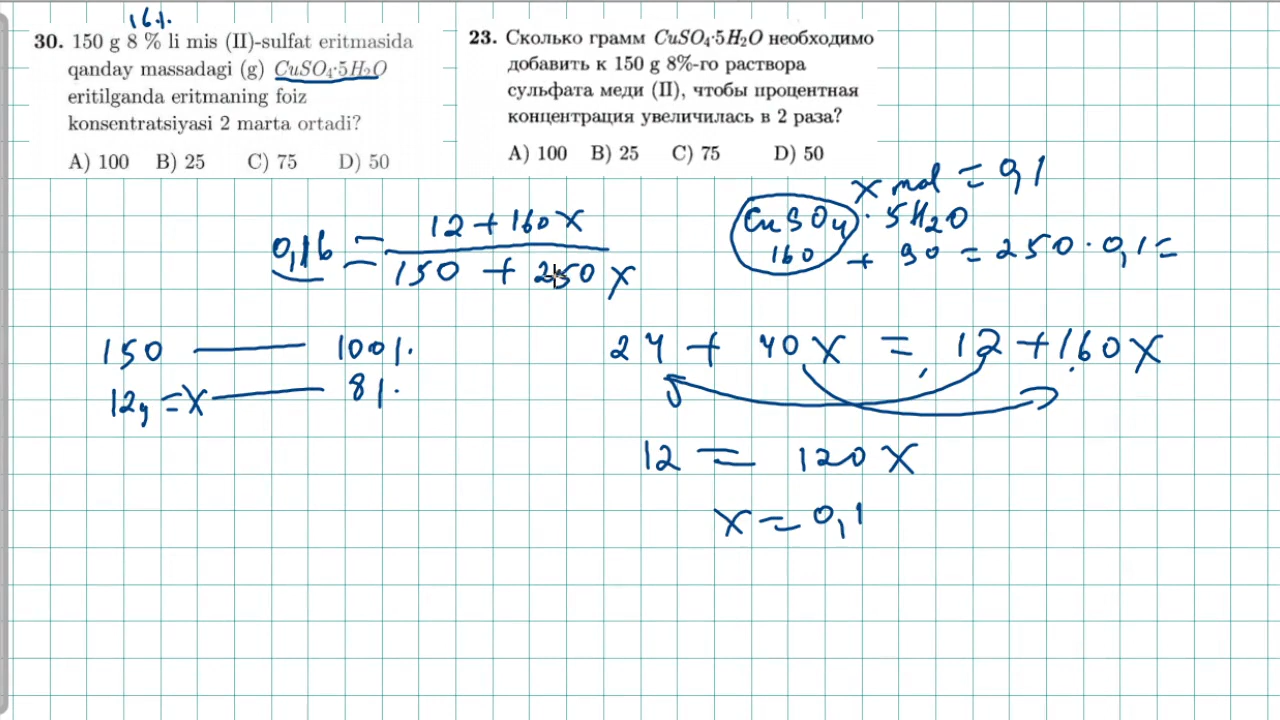 16%
30. 150 g 8 % li mis (II)-sulfat eritmasida
qanday massadagi (g) CuSO₄·5H₂O
eritilganda eritmaning foiz
konsentratsiyasi 2 marta ortadi?
A) 100 B) 25 C) 75 D) 50
23. Сколько грамм CuSO₄·5H₂O необходимо
добавить к 150 g 8%-го раствора
сульфата меди (II), чтобы процентная
концентрация увеличилась в 2 раза?
A) 100 B) 25 C) 75 D) 50
x mol = 0,1
CuSO₄ · 5H₂O
160 + 90 = 250 · 0,1 =
12 + 160x
0,16 =
150 + 250x
150 — 100%.
12g = x — 8%.
24 + 40x = 12 + 160x
12 = 120x
x = 0,1